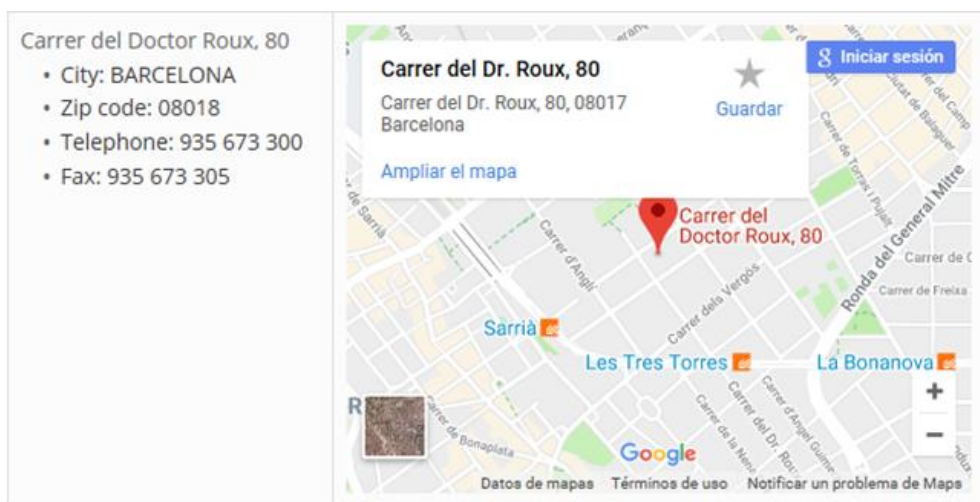 Carrer del Doctor Roux, 80
• City: BARCELONA
• Zip code: 08018
• Telephone: 935 673 300
• Fax: 935 673 305
Carrer del Dr. Roux, 80
Carrer del Dr. Roux, 80, 08017
Barcelona
Ampliar el mapa
Guardar
Iniciar sesión
Carrer del
Doctor Roux, 80
Carrer d'Anglí
Carrer dels Vergós
Ronda del General Mitre
Carrer de Freixa
Sarrià
Les Tres Torres
La Bonanova
Carrer de Bonaplata
Google
Datos de mapas
Términos de uso
Notificar un problema de Maps